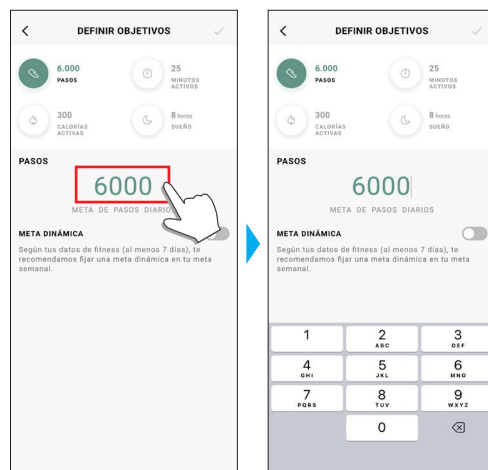 DEFINIR OBJETIVOS
6.000
PASOS
25
MINUTOS
ACTIVOS
300
CALORÍAS
ACTIVAS
8 horas
SUEÑO
PASOS
6000
META DE PASOS DIARIO
META DINÁMICA
Según tus datos de fitness (al menos 7 días), te
recomendamos fijar una meta dinámica en tu meta
semanal.
DEFINIR OBJETIVOS
6.000
PASOS
25
MINUTOS
ACTIVOS
300
CALORÍAS
ACTIVAS
8 horas
SUEÑO
PASOS
6000
META DE PASOS DIARIOS
META DINÁMICA
Según tus datos de fitness (al menos 7 días), te
recomendamos fijar una meta dinámica en tu meta
semanal.
1 2 3
ABC DEF
4 5 6
GHI JKL MNO
7 8 9
PQRS TUV WXYZ
0